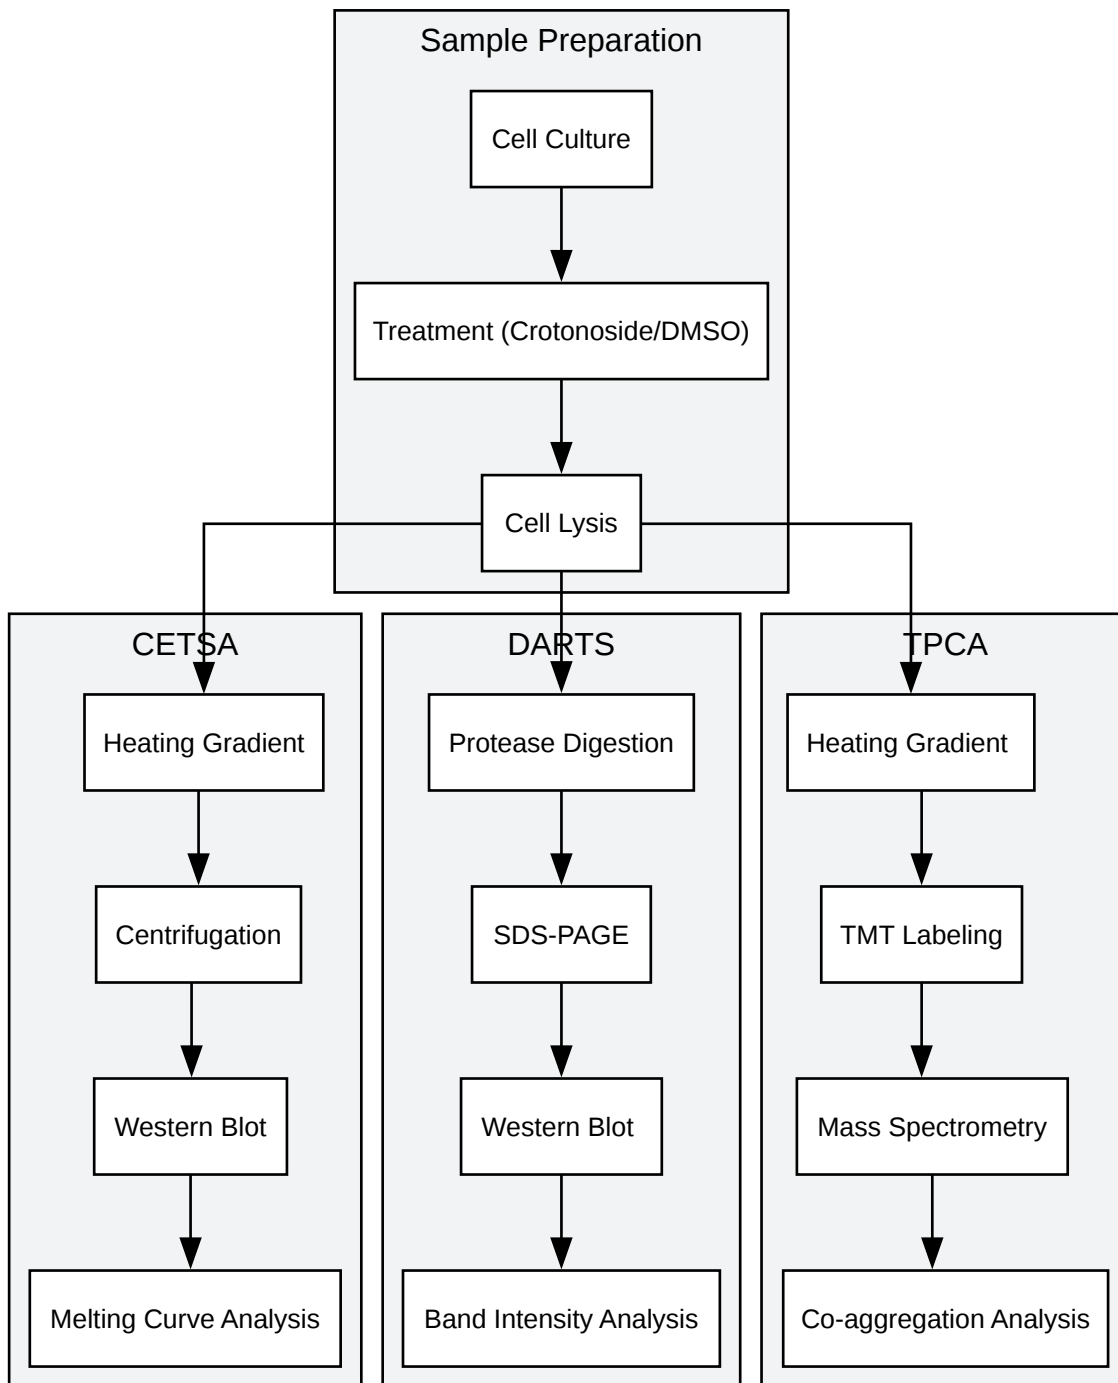 Sample Preparation
Cell Culture
Treatment (Crotonoside/DMSO)
Cell Lysis
CETSA
Heating Gradient
Centrifugation
Western Blot
Melting Curve Analysis
DARTS
Protease Digestion
SDS-PAGE
Western Blot
Band Intensity Analysis
TPCA
Heating Gradient
TMT Labeling
Mass Spectrometry
Co-aggregation Analysis